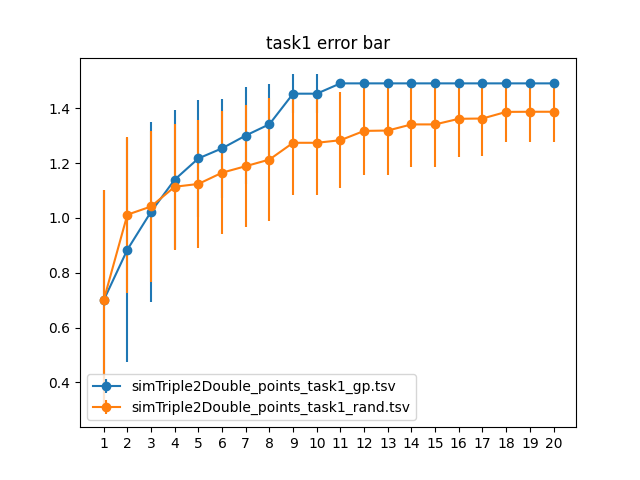 task1 error bar
1.4
1.2
1.0
0.8
0.6
0.4
simTriple2Double_points_task1_gp.tsv
simTriple2Double_points_task1_rand.tsv
1 2 3 4 5 6 7 8 9 10 11 12 13 14 15 16 17 18 19 20